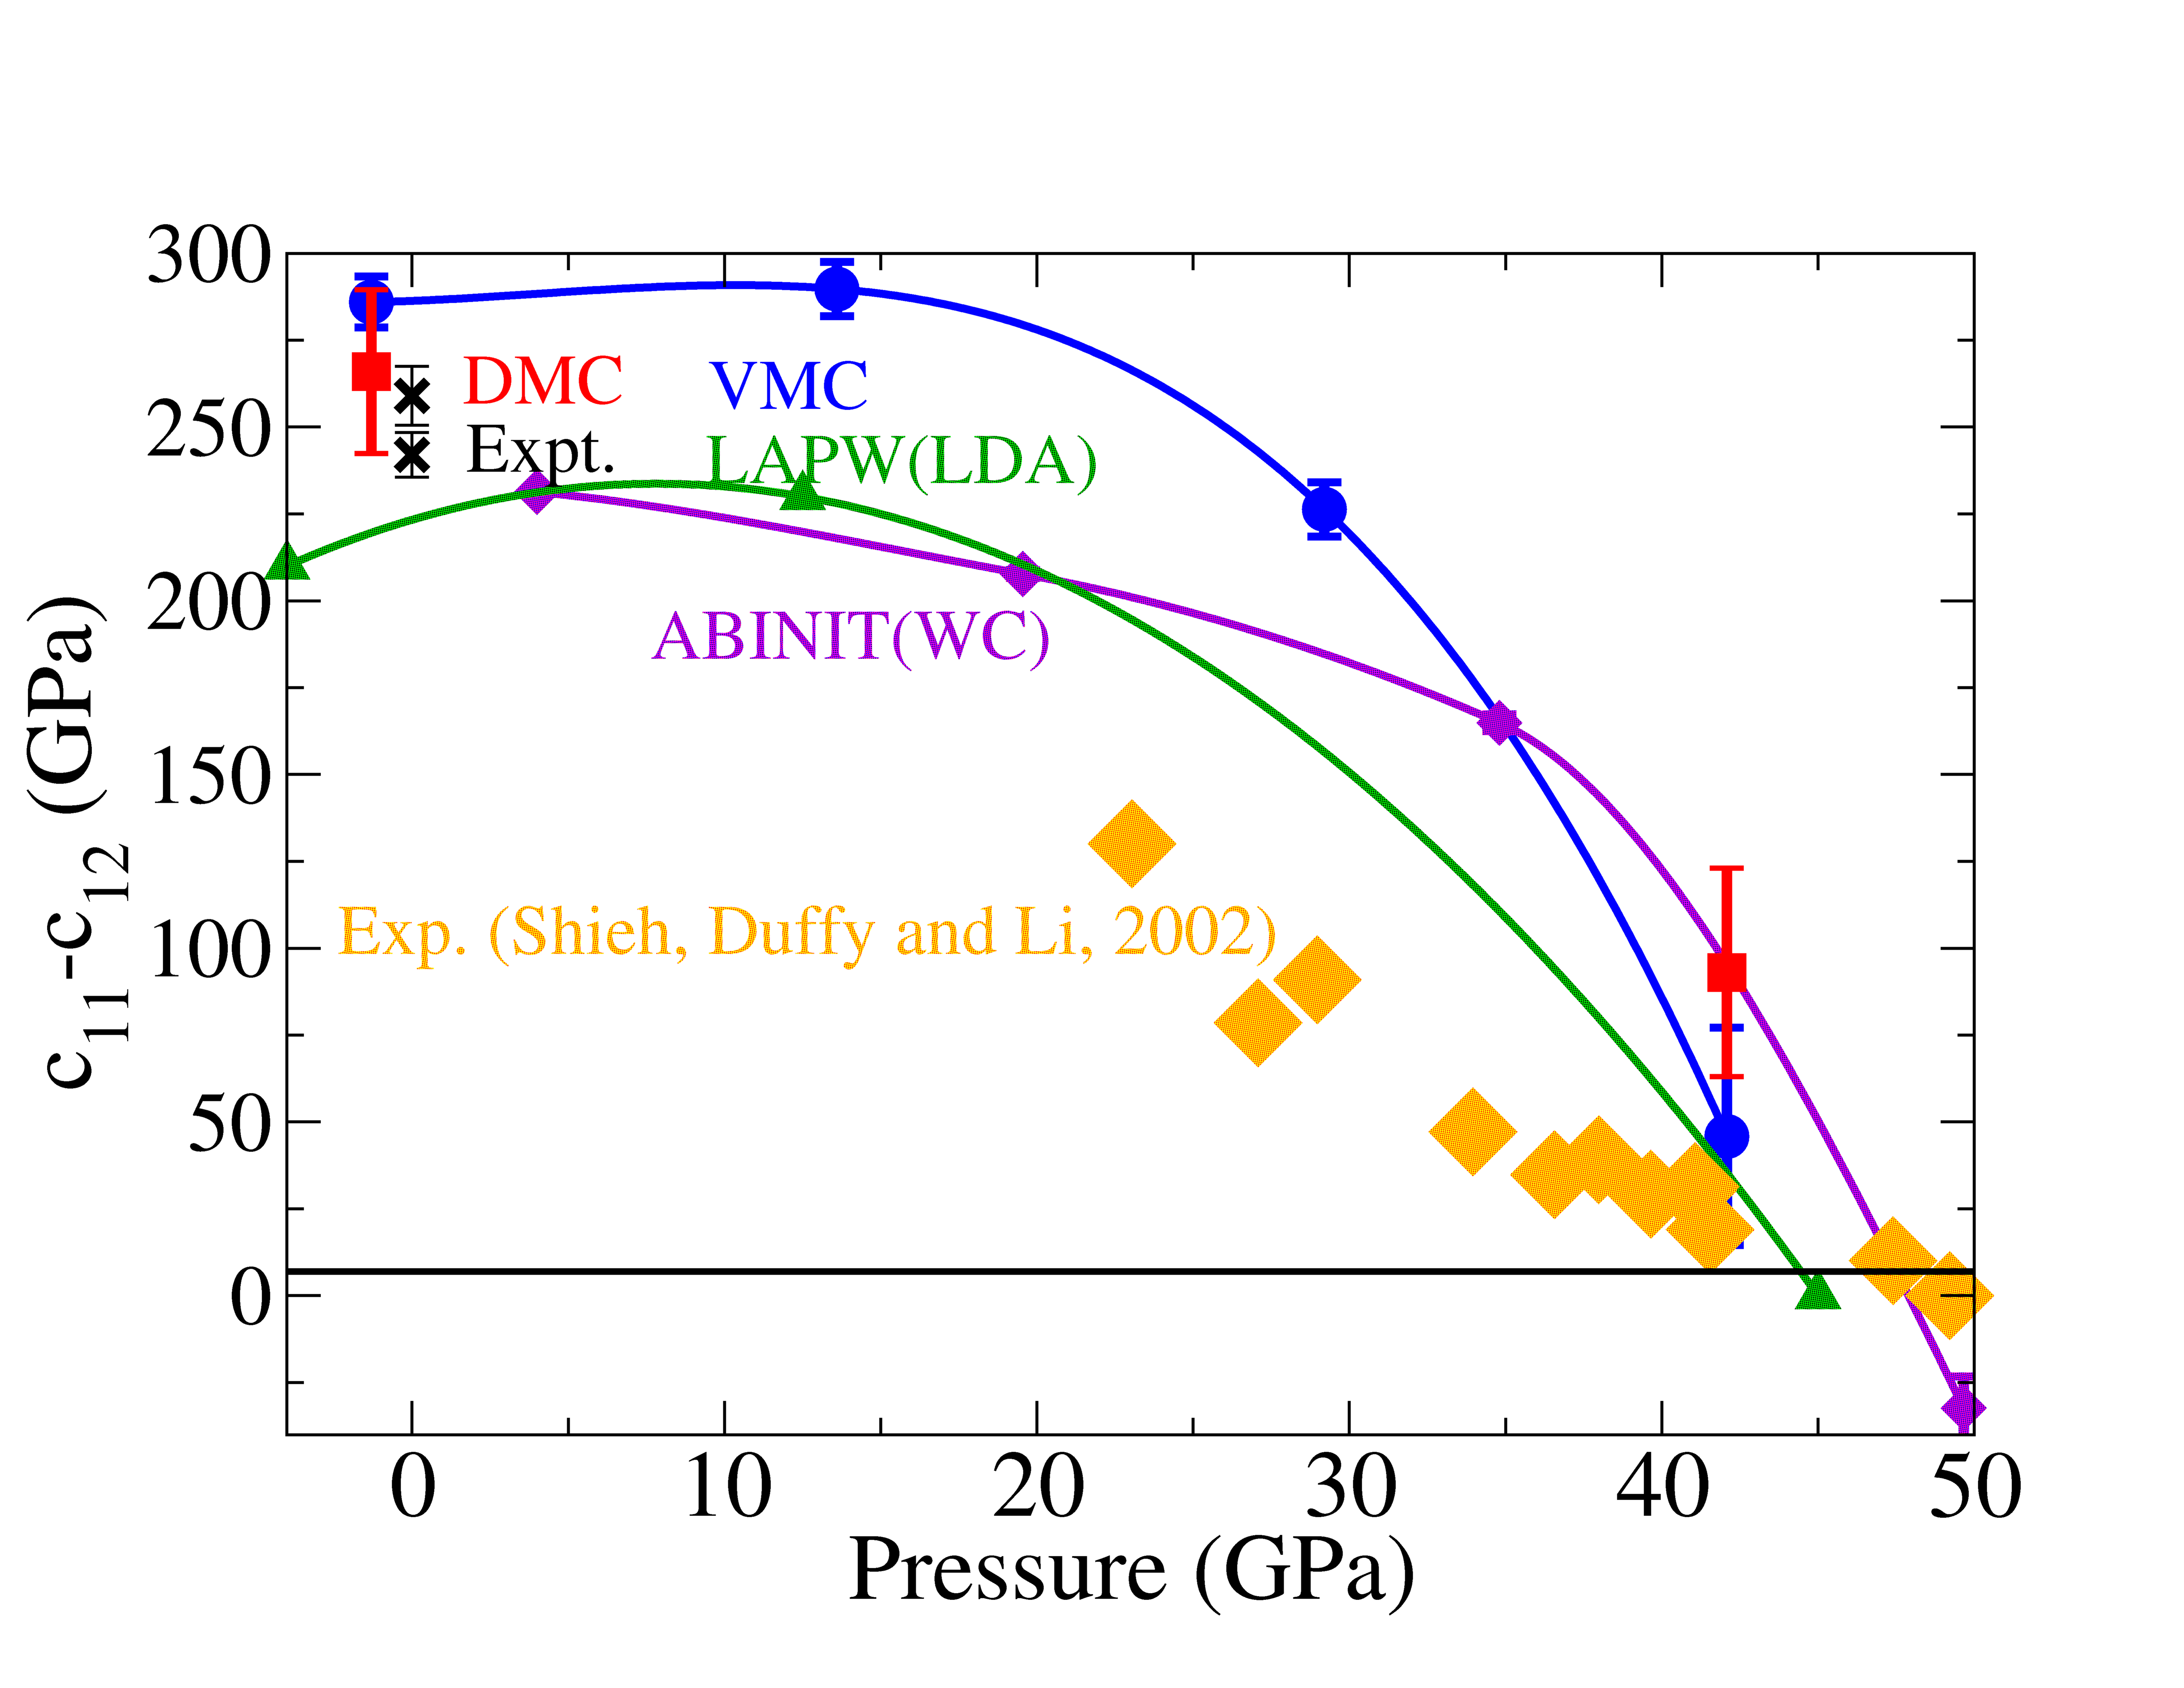 300
250
200
150
100
50
0
c11-c12 (GPa)
DMC
VMC
Expt.
LAPW(LDA)
ABINIT(WC)
Exp. (Shieh, Duffy and Li, 2002)
0 10 20 30 40 50
Pressure (GPa)